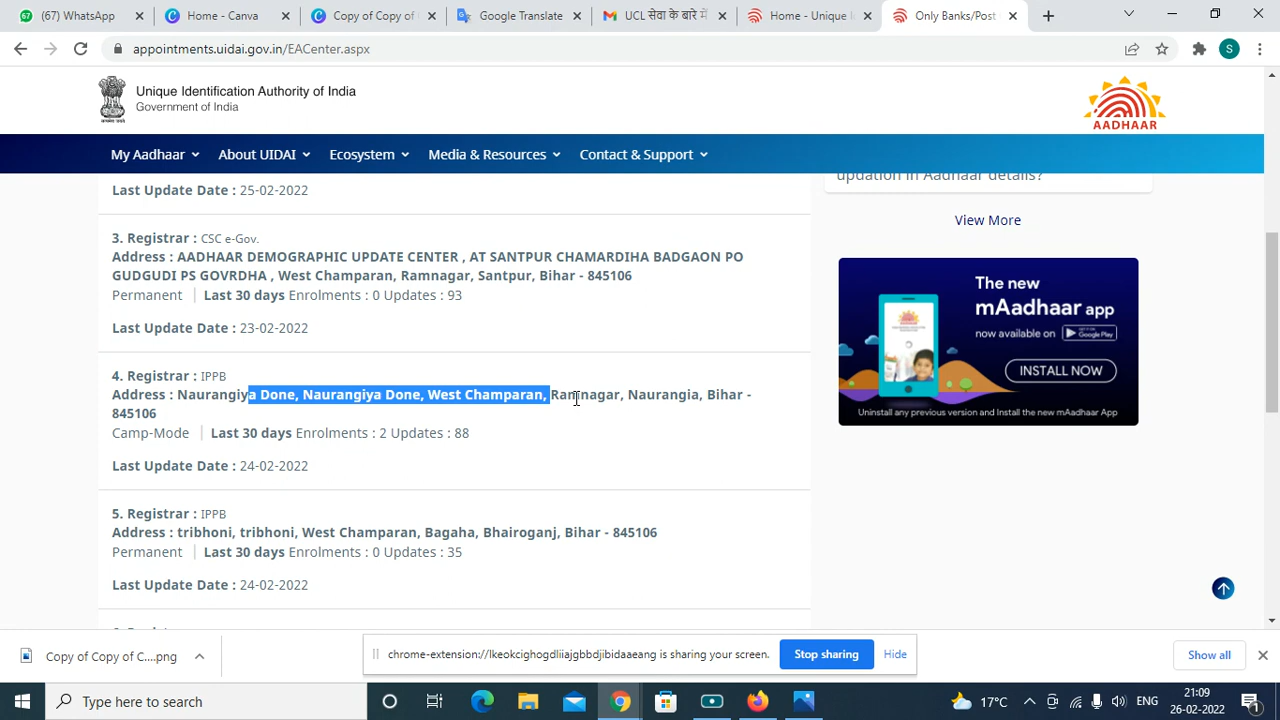 (67) WhatsApp
Home - Canva
Copy of Copy of
Google Translate
UCL सेवा के बारे में
Home - Unique
Only Banks/Post
appointments.uidai.gov.in/EACenter.aspx
S
Unique Identification Authority of India
Government of India
AADHAAR
My Aadhaar
About UIDAI
Ecosystem
Media & Resources
Contact & Support
Last Update Date : 25-02-2022
updation in Aadhaar details?
View More
3. Registrar : CSC e-Gov.
Address : AADHAAR DEMOGRAPHIC UPDATE CENTER , AT SANTPUR CHAMARDIHA BADGAON PO
GUDGUDI PS GOVRDHA , West Champaran, Ramnagar, Santpur, Bihar - 845106
Permanent | Last 30 days Enrolments : 0 Updates : 93
Last Update Date : 23-02-2022
4. Registrar : IPPB
Address : Naurangiya Done, Naurangiya Done, West Champaran, Ramnagar, Naurangia, Bihar -
845106
Camp-Mode | Last 30 days Enrolments : 2 Updates : 88
Last Update Date : 24-02-2022
5. Registrar : IPPB
Address : tribhoni, tribhoni, West Champaran, Bagaha, Bhairoganj, Bihar - 845106
Permanent | Last 30 days Enrolments : 0 Updates : 35
Last Update Date : 24-02-2022
The new
mAadhaar app
now available on Google Play
INSTALL NOW
Uninstall any previous version and Install the new mAadhaar App
Copy of Copy of C....png
chrome-extension://lkeokcighogdliiajgbbdjibidaaeang is sharing your screen.
Stop sharing
Hide
Show all
Type here to search
17°C
ENG
21:09
26-02-2022
1